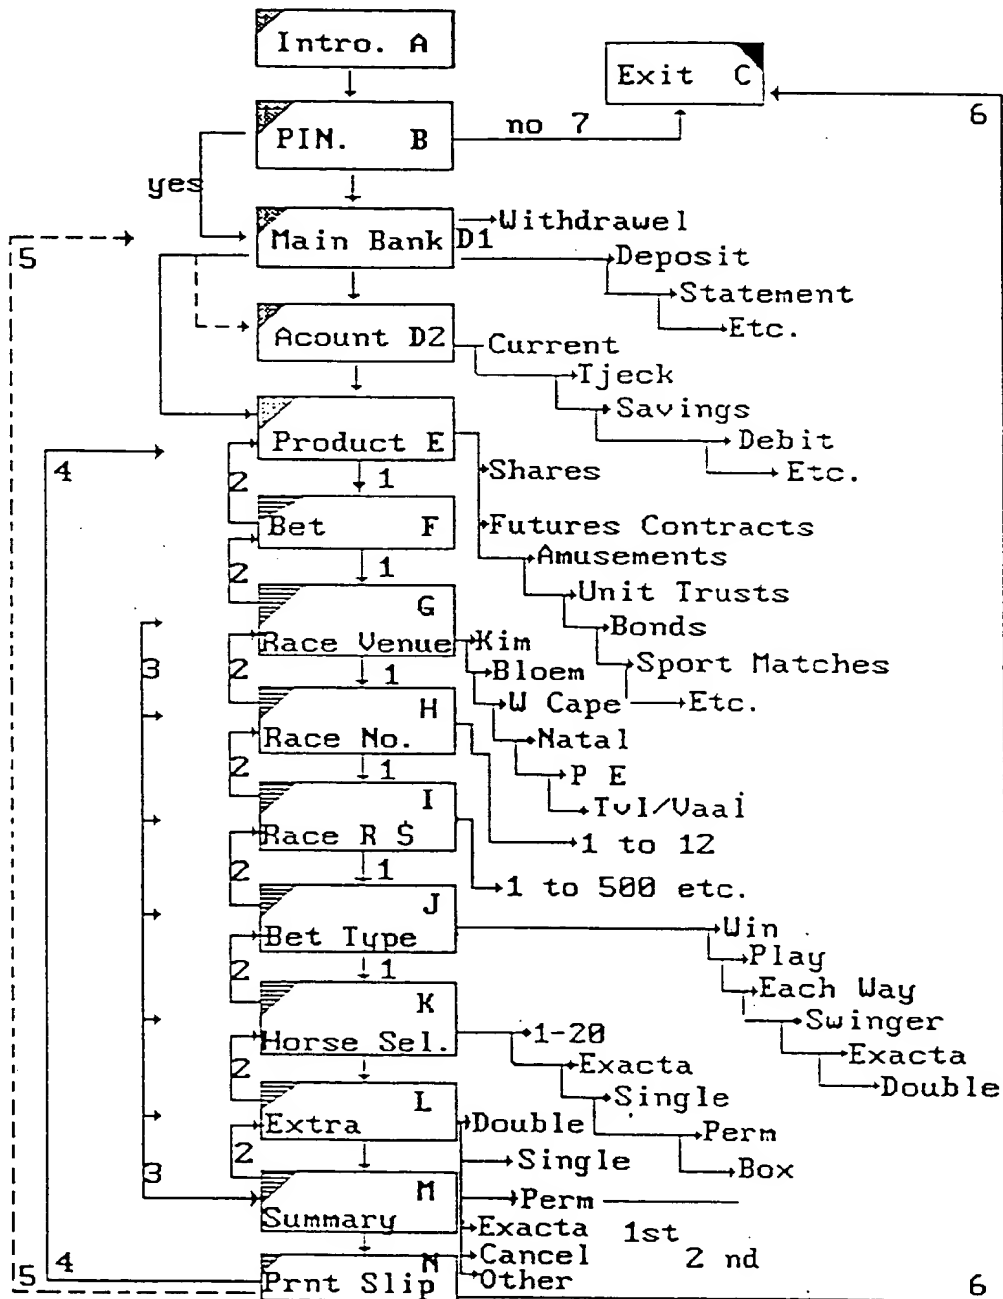 Intro. A
Exit C
6
PIN. B
no 7
yes
Withdrawel
Main Bank D1
5
Deposit
Statement
Etc.
Acount D2
Current
Tjeck
Savings
Debit
Etc.
Product E
4
2
1
Shares
Bet F
Futures Contracts
2
1
Amusements
Unit Trusts
G
Race Venue
Kim
Bonds
3
2
1
Bloem
Sport Matches
H
W Cape
Etc.
Race No.
Natal
2
1
P E
I
Tvl/Vaal
Race R $
1 to 12
2
1
1 to 500 etc.
J
Bet Type
Win
2
1
Play
K
Each Way
Horse Sel.
1-20
Swinger
2
Exacta
Exacta
L
Single
Double
Extra
Double
Perm
2
Single
3
Box
M
Perm
Summary
Exacta 1st
Cancel 2 nd
N
4
5
Prnt Slip
Other
6